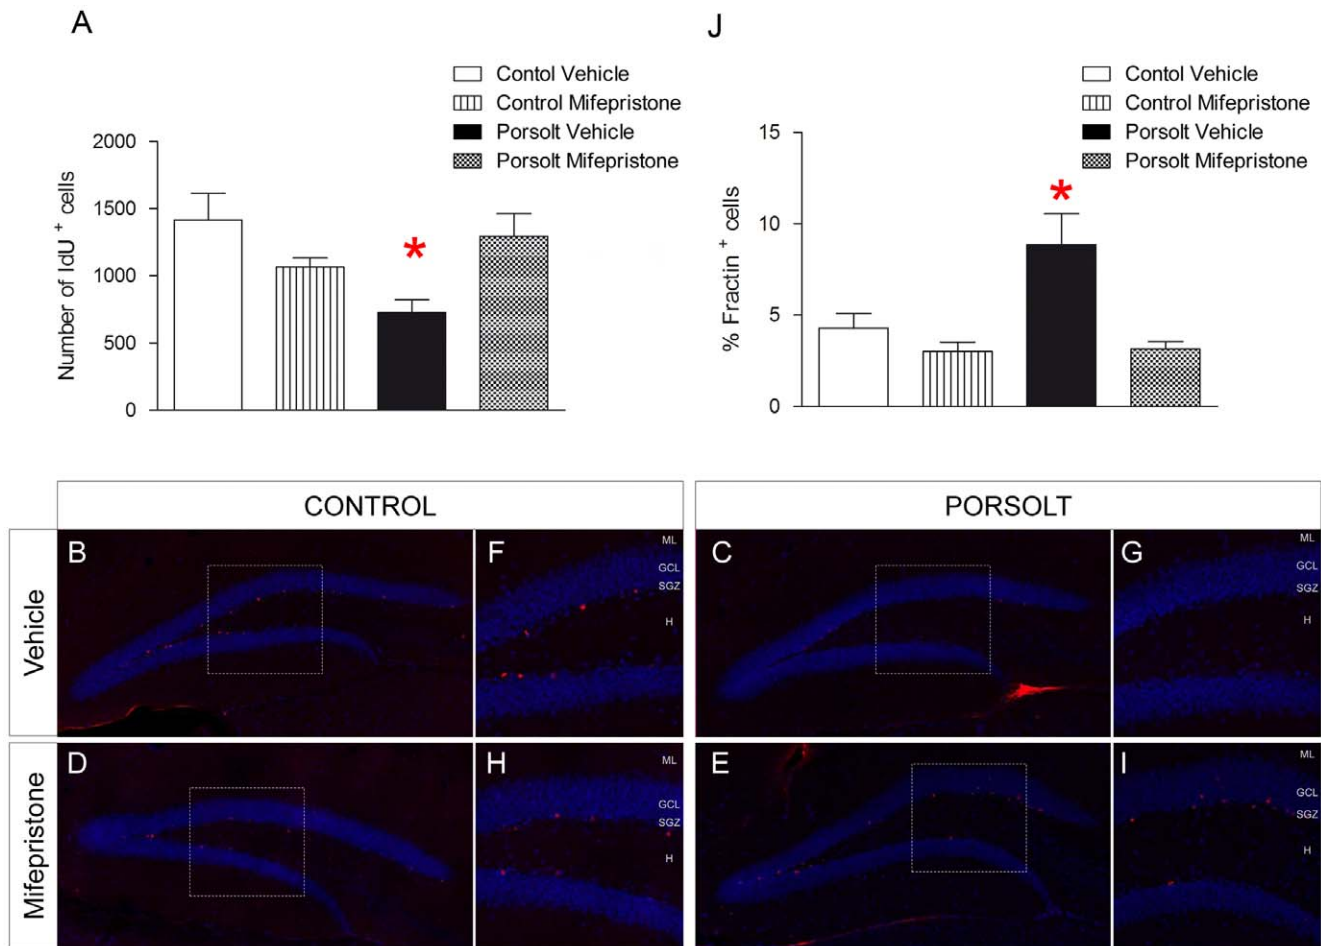 A
Contol Vehicle
Control Mifepristone
Porsolt Vehicle
Porsolt Mifepristone
Number of IdU + cells
2000
1500
1000
500
0
*
J
Contol Vehicle
Control Mifepristone
Porsolt Vehicle
Porsolt Mifepristone
% Fractin + cells
15
10
5
0
*
CONTROL
PORSOLT
Vehicle
B
F
ML
GCL
SGZ
H
C
G
ML
GCL
SGZ
H
Mifepristone
D
H
ML
GCL
SGZ
H
E
I
ML
GCL
SGZ
H